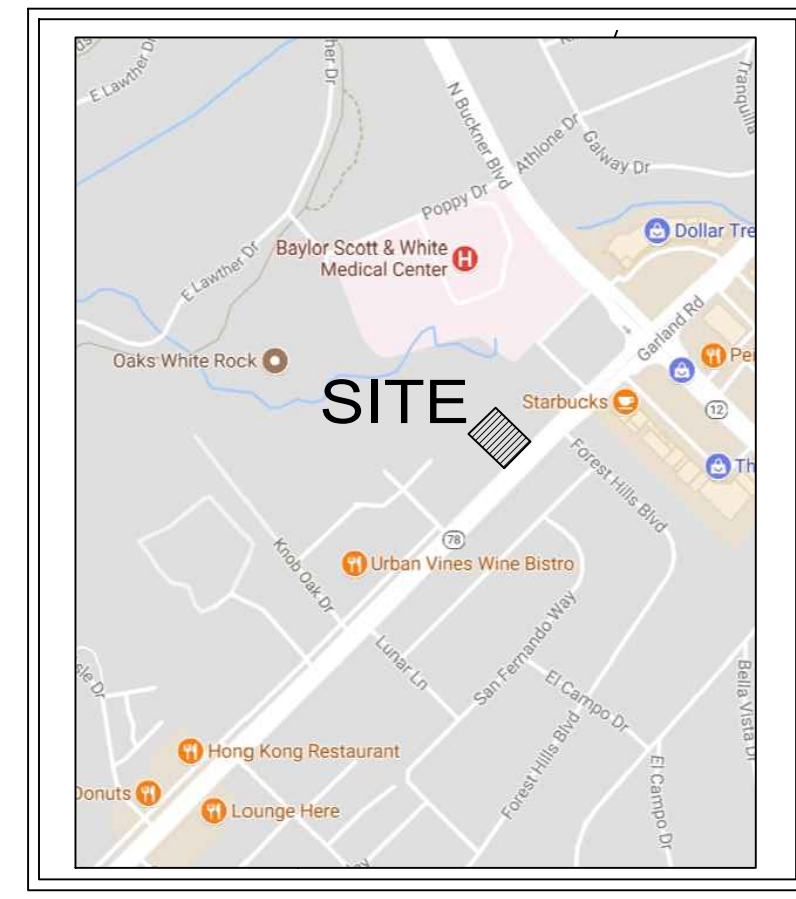 E Lawther Dr
N Buckner Blvd
Athlone Dr
Galway Dr
Tranquilla
Poppy Dr
Dollar Tre
Baylor Scott & White
Medical Center
H
E Lawther Dr
Garland Rd
Oaks White Rock
Pei
SITE
Starbucks
12
Th
Forest Hills Blvd
78
Urban Vines Wine Bistro
Knob Oak Dr
Lunar Ln
San Fernando Way
El Campo Dr
Bella Vista Dr
Forest Hills Blvd
El Campo Dr
Hong Kong Restaurant
Donuts
Lounge Here